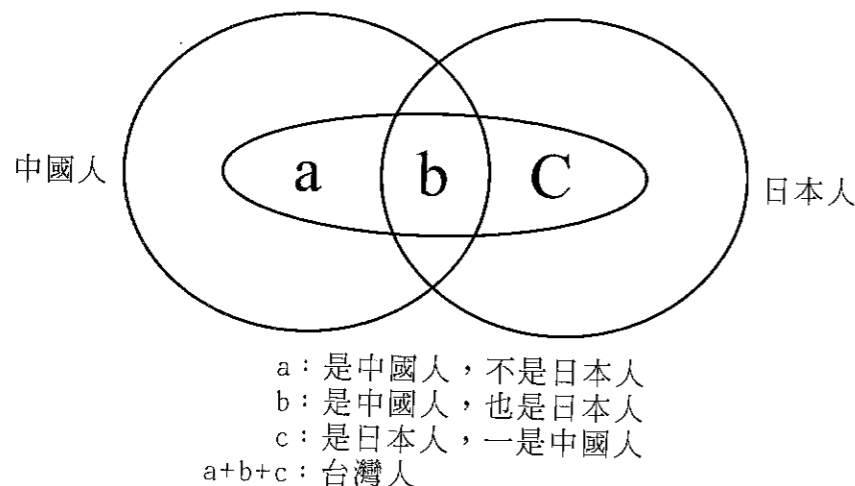 中國人
a
b
C
日本人
a：是中國人，不是日本人
b：是中國人，也是日本人
c：是日本人，一是中國人
a+b+c：台灣人